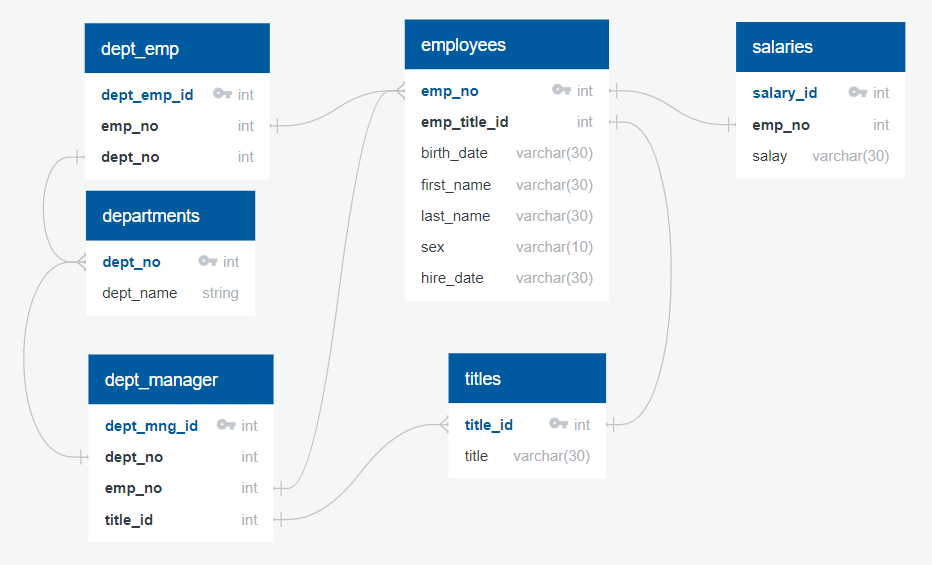 dept_emp
dept_emp_id int
emp_no int
dept_no int
departments
dept_no int
dept_name string
dept_manager
dept_mng_id int
dept_no int
emp_no int
title_id int
employees
emp_no int
emp_title_id int
birth_date varchar(30)
first_name varchar(30)
last_name varchar(30)
sex varchar(10)
hire_date varchar(30)
titles
title_id int
title varchar(30)
salaries
salary_id int
emp_no int
salay varchar(30)